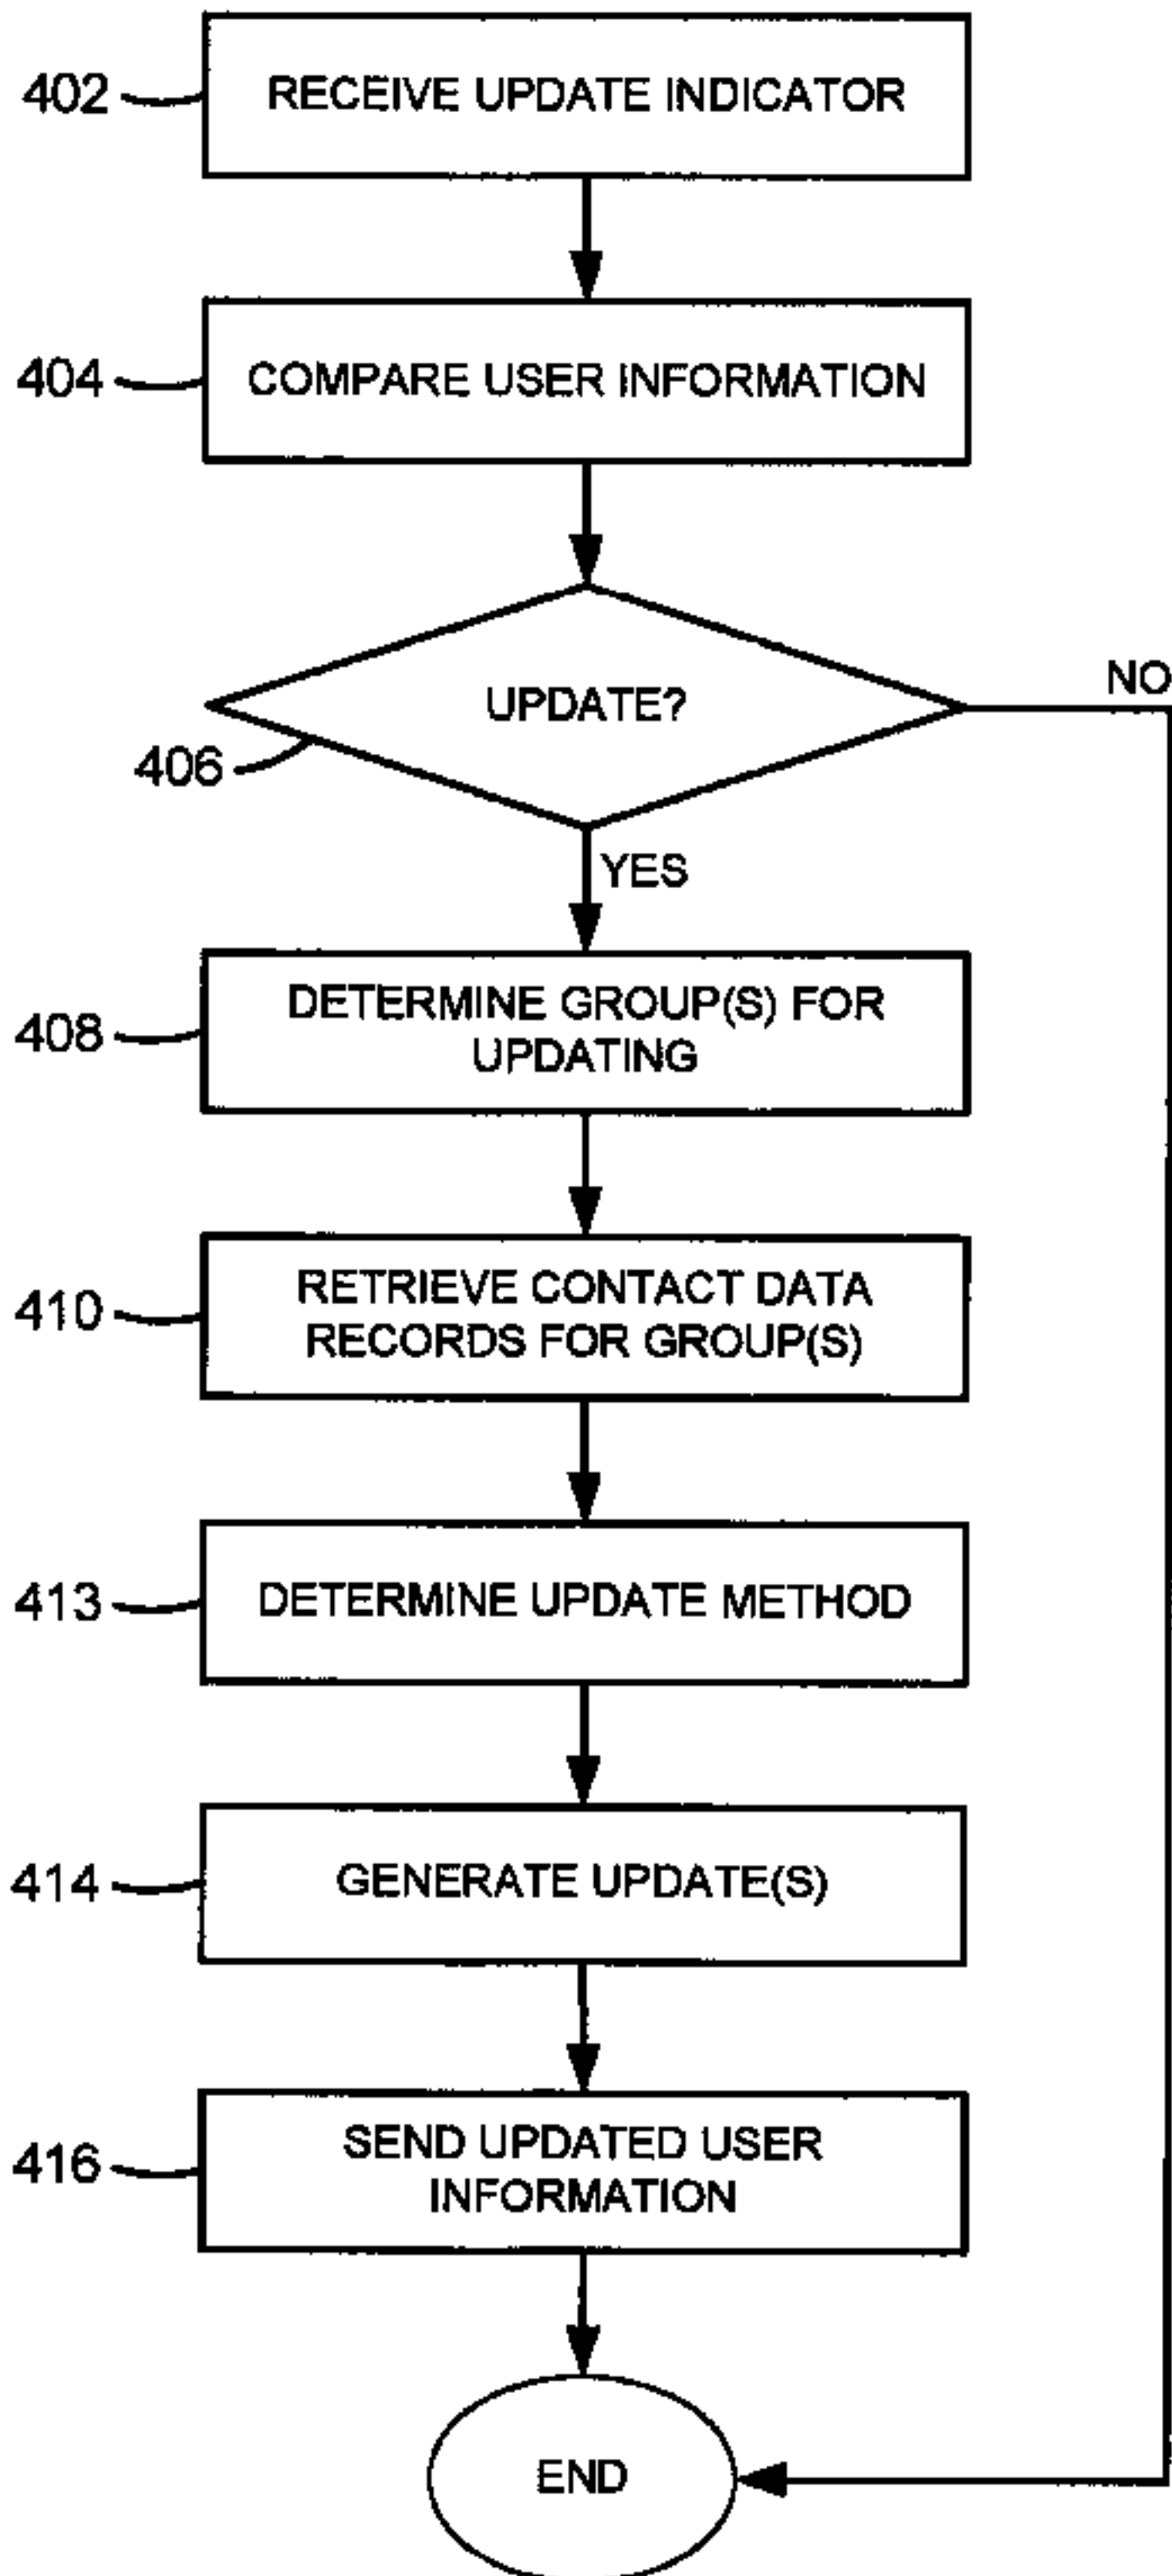 402
RECEIVE UPDATE INDICATOR
404
COMPARE USER INFORMATION
UPDATE?
NO
406
YES
408
DETERMINE GROUP(S) FOR
UPDATING
410
RETRIEVE CONTACT DATA
RECORDS FOR GROUP(S)
413
DETERMINE UPDATE METHOD
414
GENERATE UPDATE(S)
416
SEND UPDATED USER
INFORMATION
END